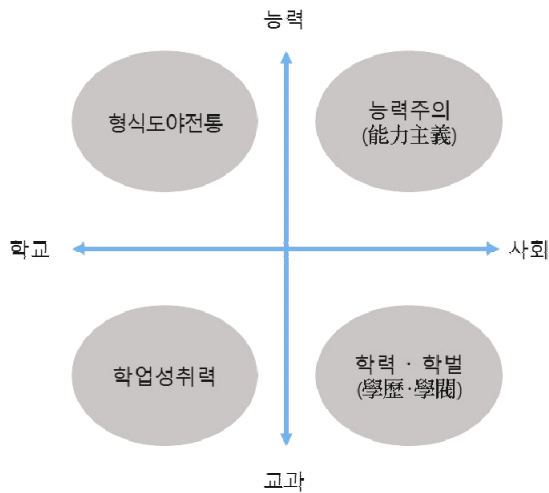 능력
형식도야전통
능력주의
(能力主義)
학교
사회
학업성취력
학력 · 학벌
(學歷·學閥)
교과